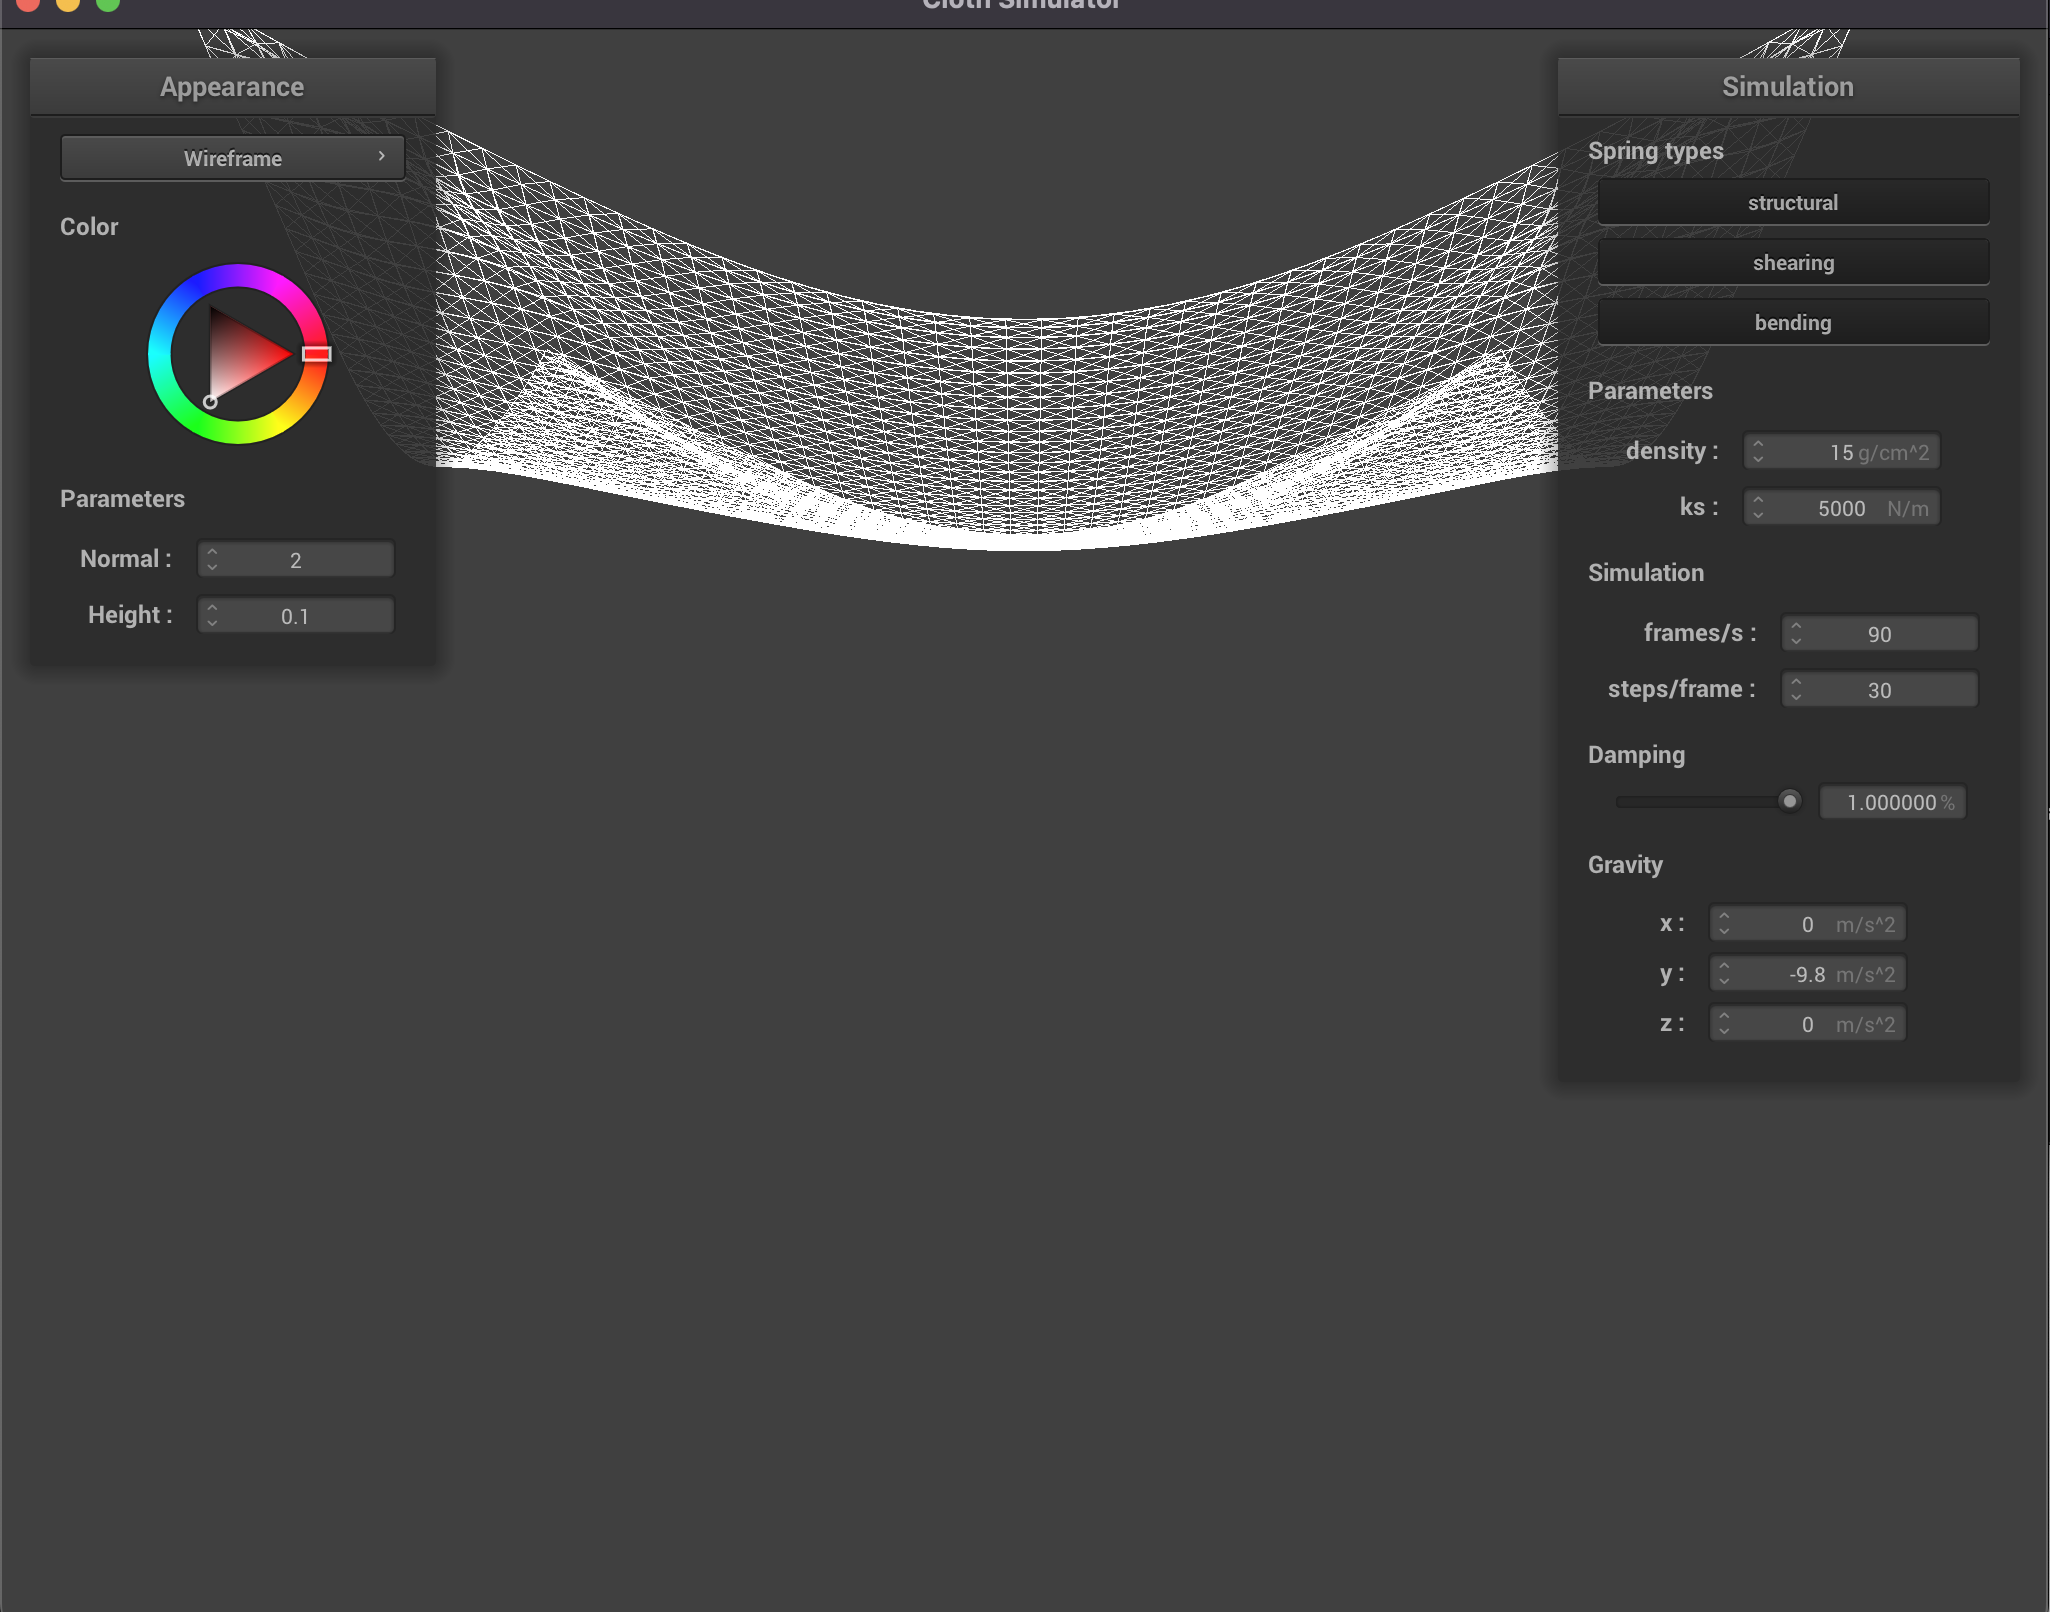 Cloth Simulator
Appearance
Wireframe
Color
Parameters
Normal : 2
Height : 0.1
Simulation
Spring types
structural
shearing
bending
Parameters
density : 15 g/cm^2
ks : 5000 N/m
Simulation
frames/s : 90
steps/frame : 30
Damping
1.000000 %
Gravity
x : 0 m/s^2
y : -9.8 m/s^2
z : 0 m/s^2